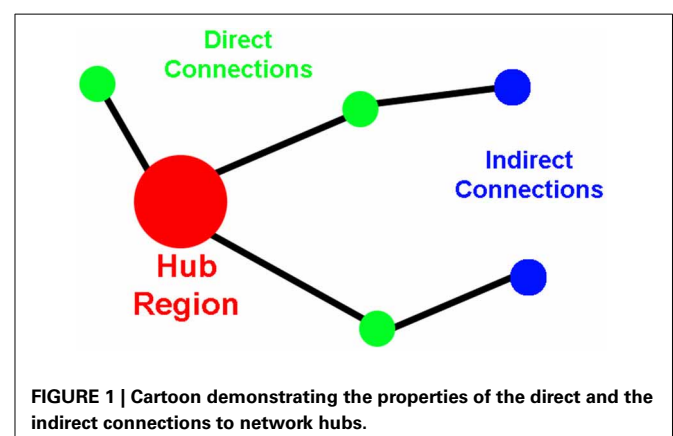 Direct
Connections
Indirect
Connections
Hub
Region
FIGURE 1 | Cartoon demonstrating the properties of the direct and the
indirect connections to network hubs.